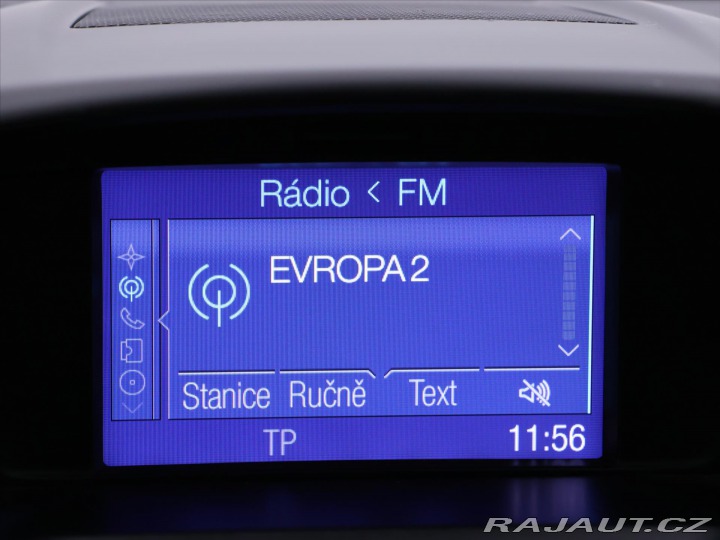 Rádio < FM
EVROPA 2
Stanice Ručně Text
TP 11:56
RAJAUT.CZ